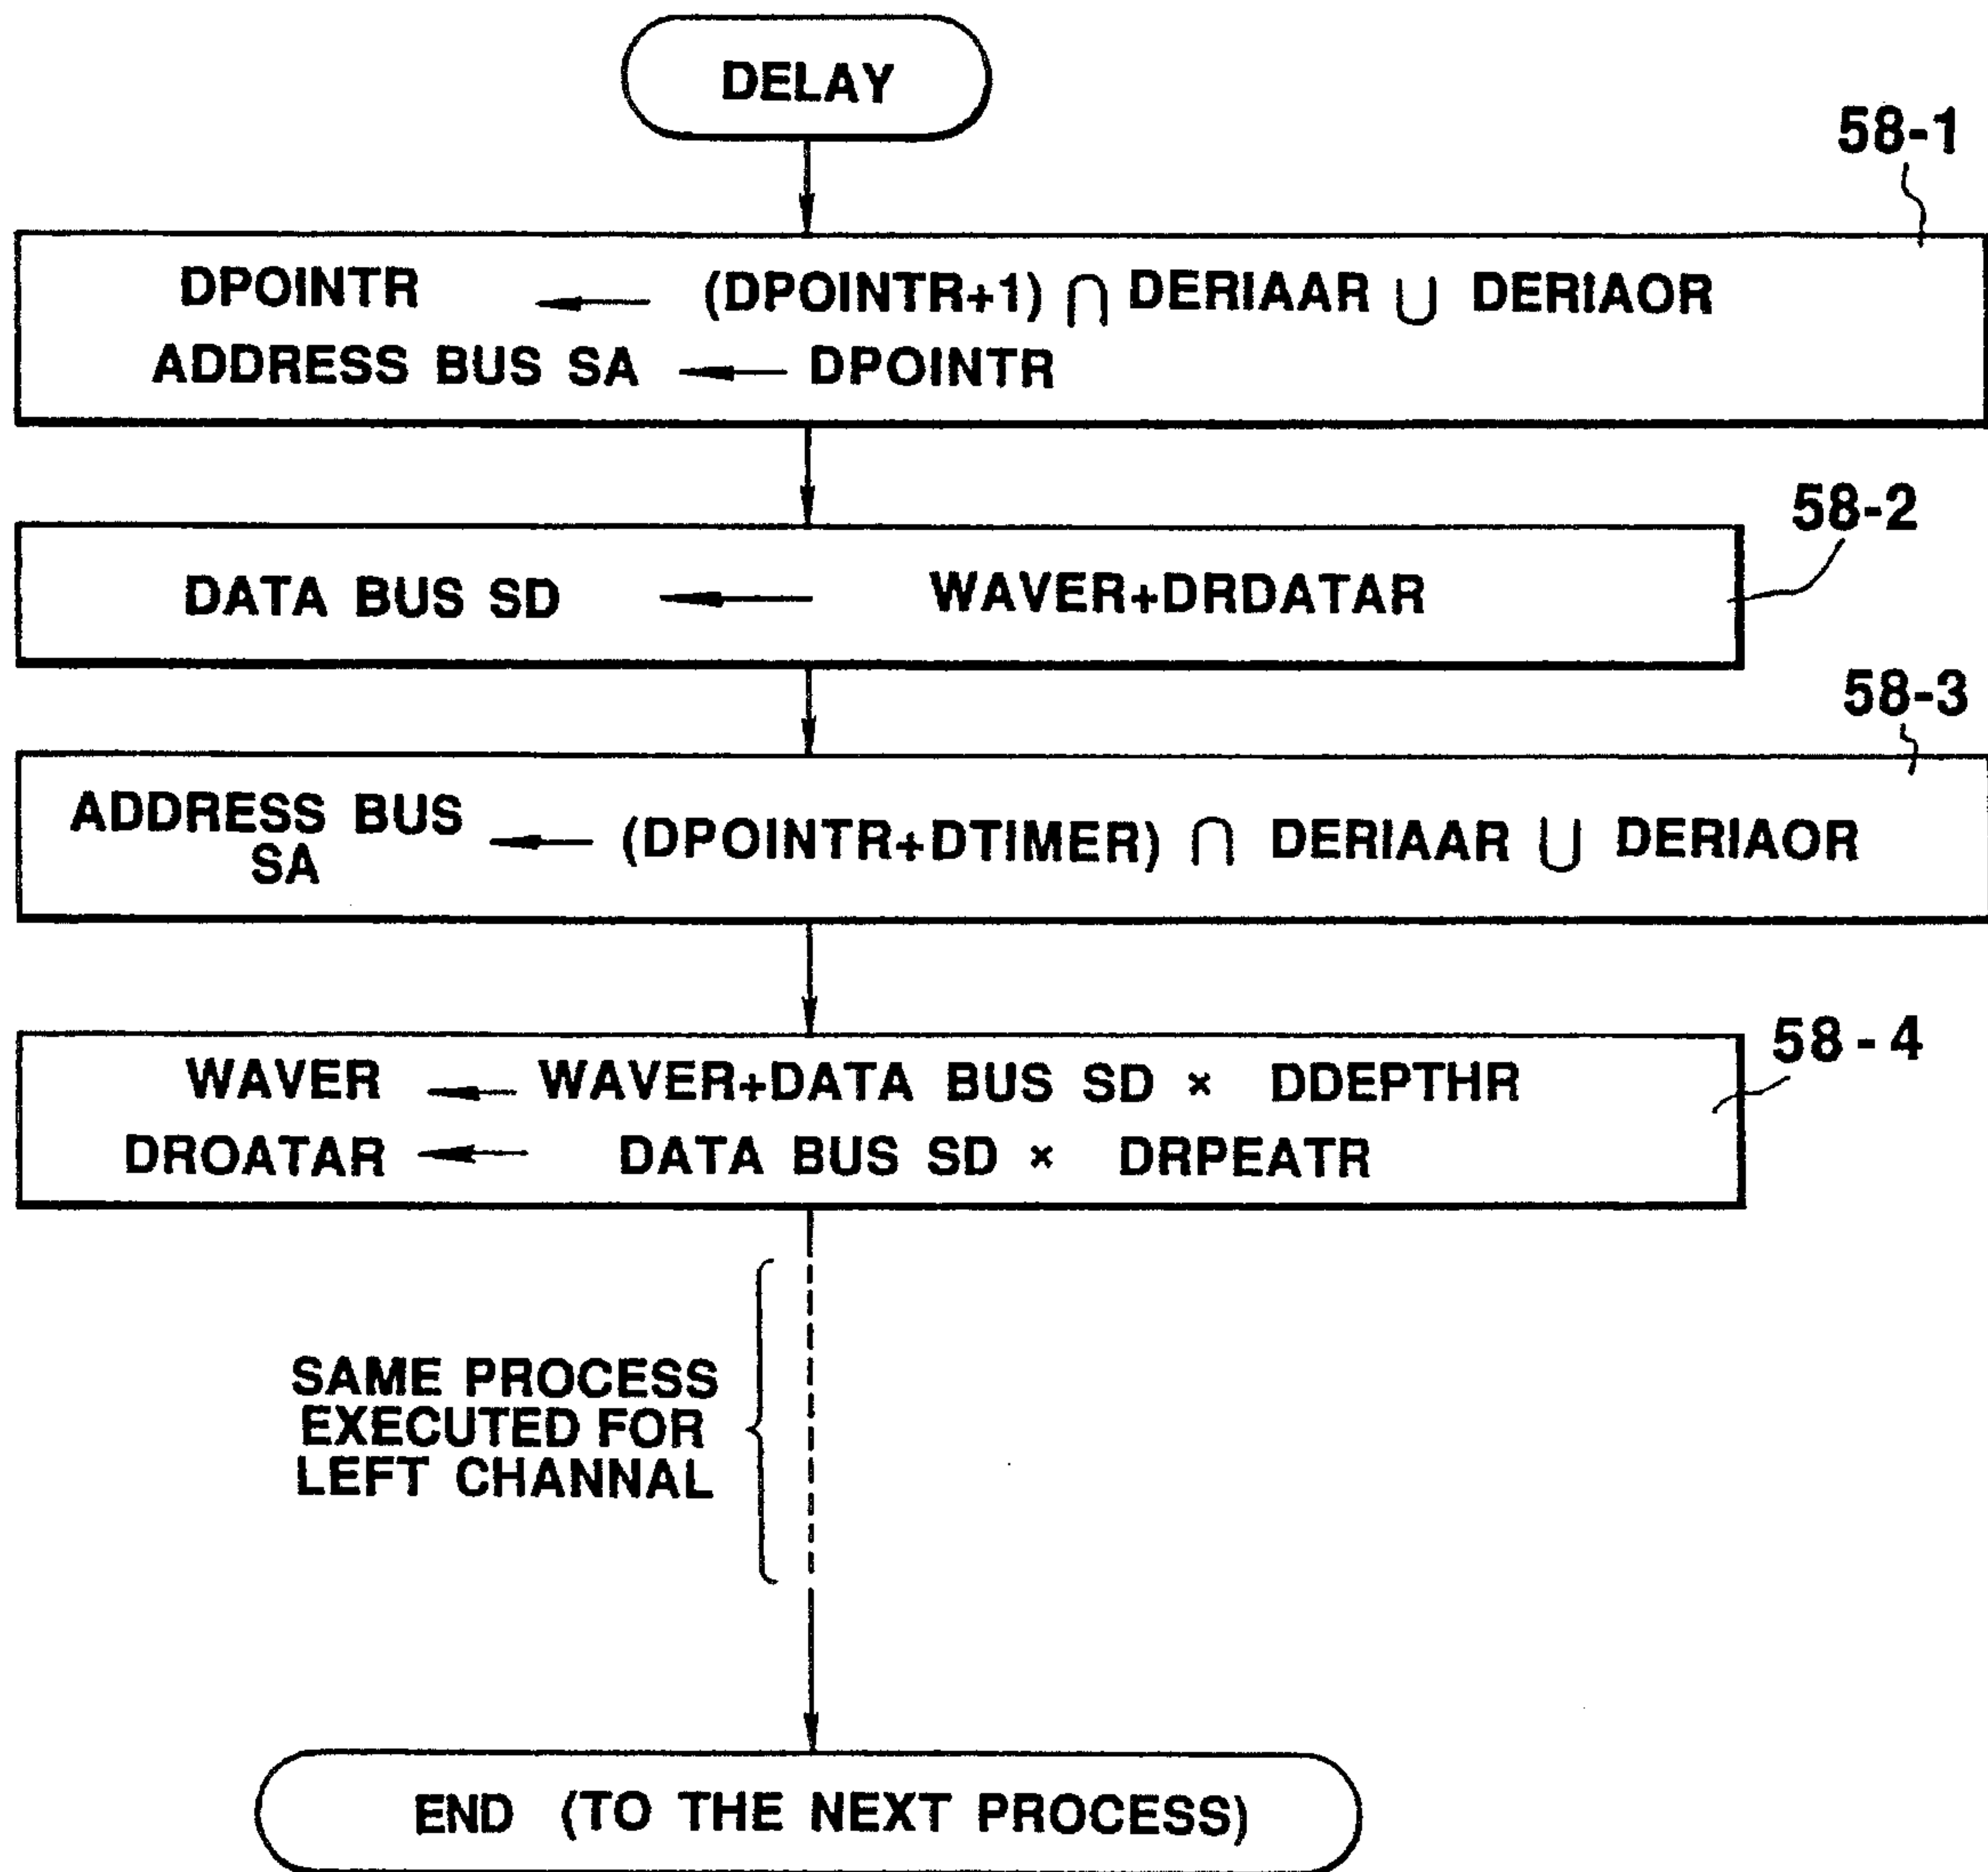 DELAY
58-1
DPOINTR ← (DPOINTR+1) ∩ DERIAAR ∪ DERIAOR
ADDRESS BUS SA ← DPOINTR
58-2
DATA BUS SD ← WAVER+DRDATAR
58-3
ADDRESS BUS
SA ← (DPOINTR+DTIMER) ∩ DERIAAR ∪ DERIAOR
58-4
WAVER ← WAVER+DATA BUS SD × DDEPTHR
DROATAR ← DATA BUS SD × DRPEATR
SAME PROCESS
EXECUTED FOR
LEFT CHANNAL
END (TO THE NEXT PROCESS)